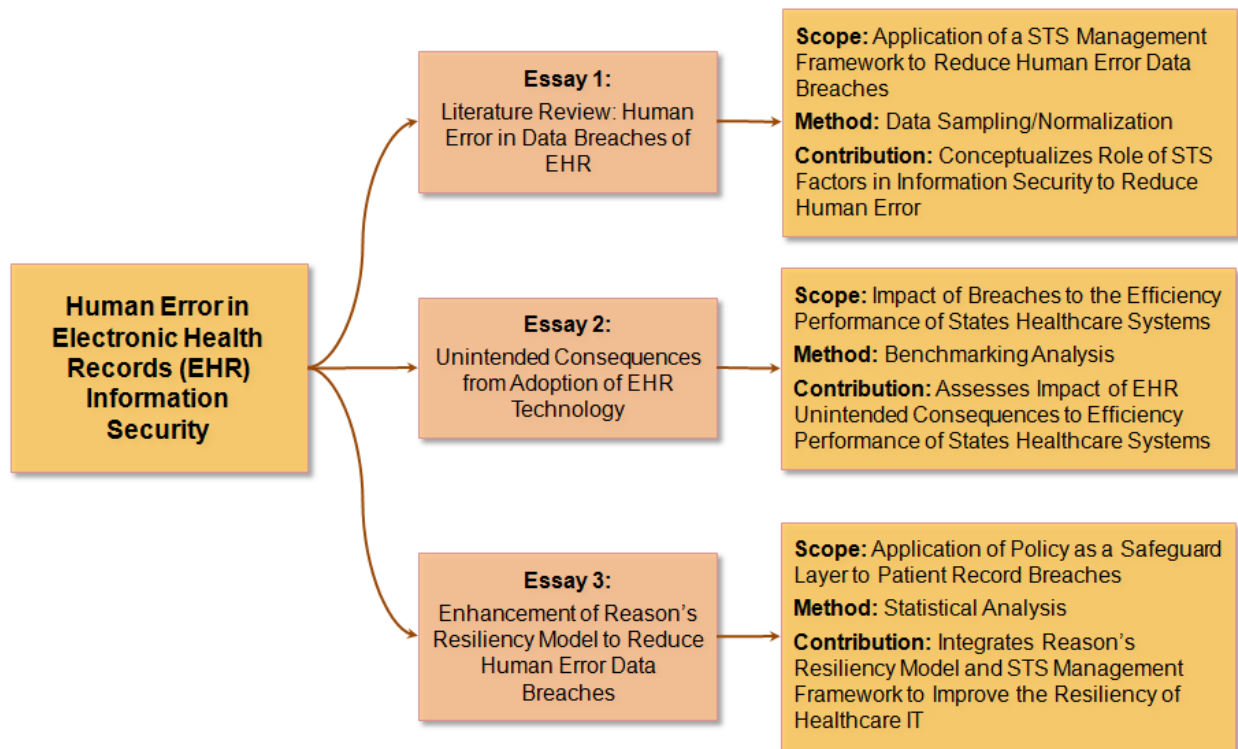 Human Error in
Electronic Health
Records (EHR)
Information
Security
Essay 1:
Literature Review: Human
Error in Data Breaches of
EHR
Scope: Application of a STS Management
Framework to Reduce Human Error Data
Breaches
Method: Data Sampling/Normalization
Contribution: Conceptualizes Role of STS
Factors in Information Security to Reduce
Human Error
Essay 2:
Unintended Consequences
from Adoption of EHR
Technology
Scope: Impact of Breaches to the Efficiency
Performance of States Healthcare Systems
Method: Benchmarking Analysis
Contribution: Assesses Impact of EHR
Unintended Consequences to Efficiency
Performance of States Healthcare Systems
Essay 3:
Enhancement of Reason’s
Resiliency Model to Reduce
Human Error Data
Breaches
Scope: Application of Policy as a Safeguard
Layer to Patient Record Breaches
Method: Statistical Analysis
Contribution: Integrates Reason’s
Resiliency Model and STS Management
Framework to Improve the Resiliency of
Healthcare IT